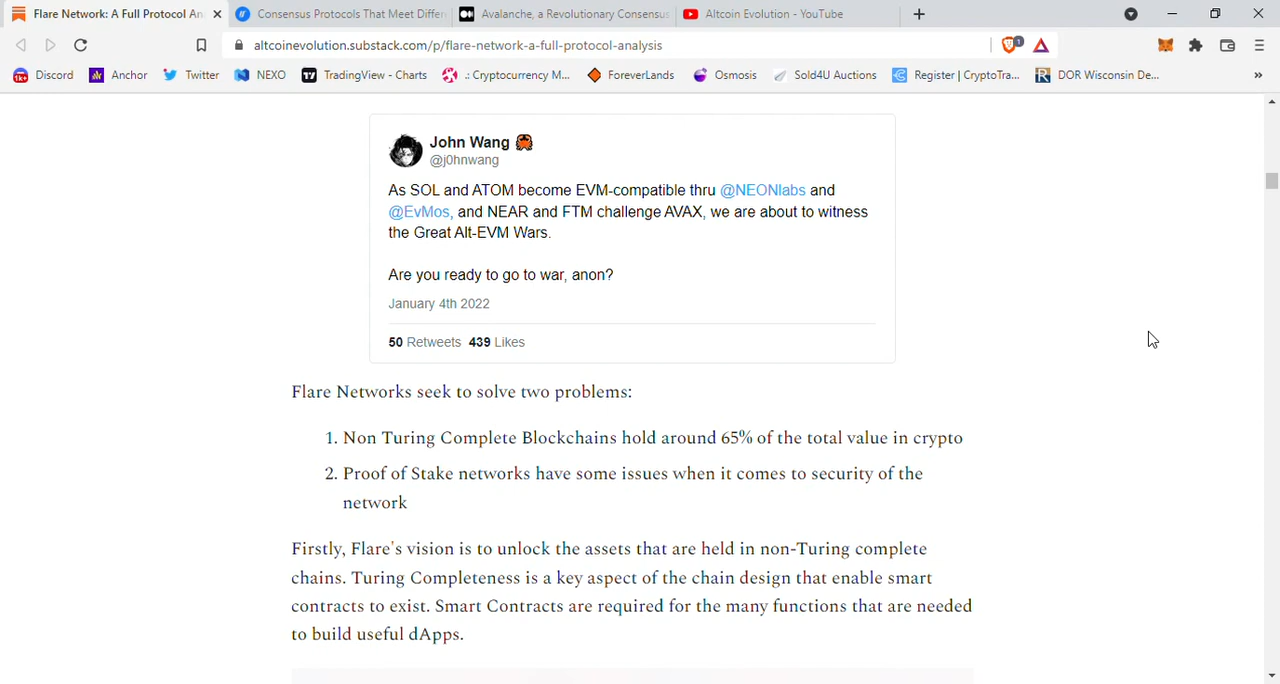 Flare Network: A Full Protocol An
Consensus Protocols That Meet Differ
Avalanche, a Revolutionary Consensus
Altcoin Evolution - YouTube
altcoinevolution.substack.com/p/flare-network-a-full-protocol-analysis
Discord
Anchor
Twitter
NEXO
TradingView - Charts
.: Cryptocurrency M...
ForeverLands
Osmosis
Sold4U Auctions
Register | CryptoTra...
DOR Wisconsin De...
John Wang
@j0hnwang
As SOL and ATOM become EVM-compatible thru @NEONlabs and
@EvMos, and NEAR and FTM challenge AVAX, we are about to witness
the Great Alt-EVM Wars.
Are you ready to go to war, anon?
January 4th 2022
50 Retweets 439 Likes
Flare Networks seek to solve two problems:
1. Non Turing Complete Blockchains hold around 65% of the total value in crypto
2. Proof of Stake networks have some issues when it comes to security of the
network
Firstly, Flare's vision is to unlock the assets that are held in non-Turing complete
chains. Turing Completeness is a key aspect of the chain design that enable smart
contracts to exist. Smart Contracts are required for the many functions that are needed
to build useful dApps.